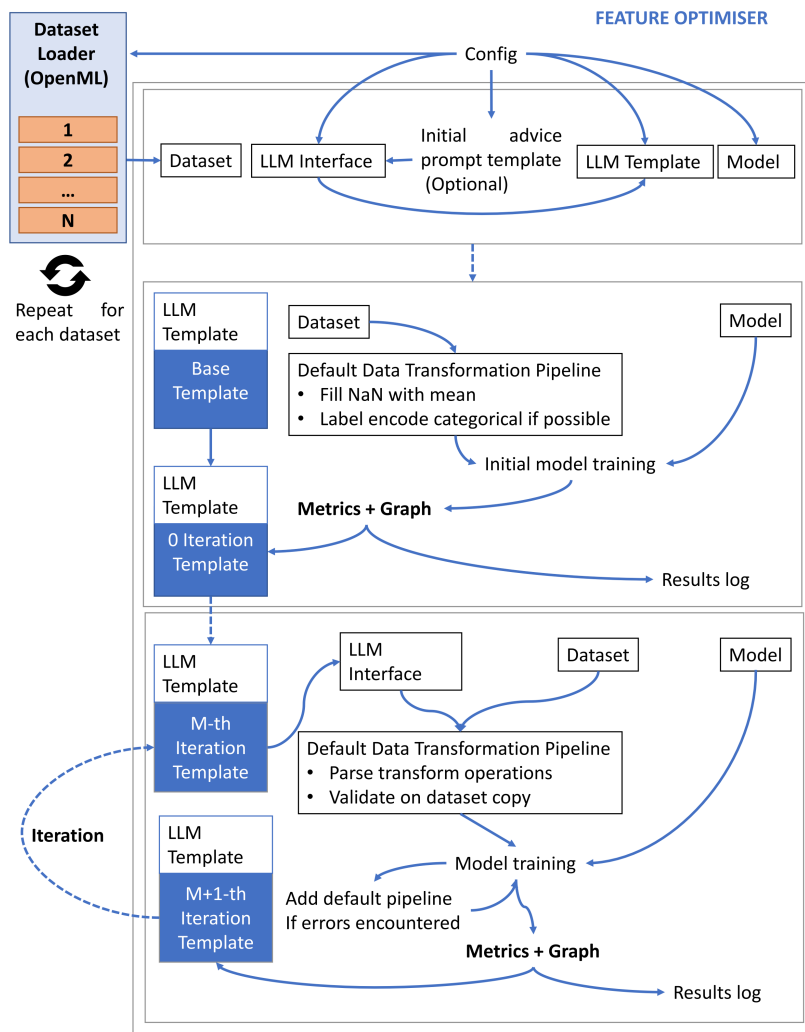 FEATURE OPTIMISER
Dataset
Loader
(OpenML)
1
2
...
N
Repeat for
each dataset
Config
Dataset
LLM Interface
Initial advice
prompt template
(Optional)
LLM Template
Model
LLM
Template
Base
Template
Dataset
Model
Default Data Transformation Pipeline
• Fill NaN with mean
• Label encode categorical if possible
Initial model training
LLM
Template
0 Iteration
Template
Metrics + Graph
Results log
LLM
Template
M-th
Iteration
Template
LLM
Interface
Dataset
Model
Default Data Transformation Pipeline
• Parse transform operations
• Validate on dataset copy
Iteration
LLM
Template
M+1-th
Iteration
Template
Model training
Add default pipeline
If errors encountered
Metrics + Graph
Results log